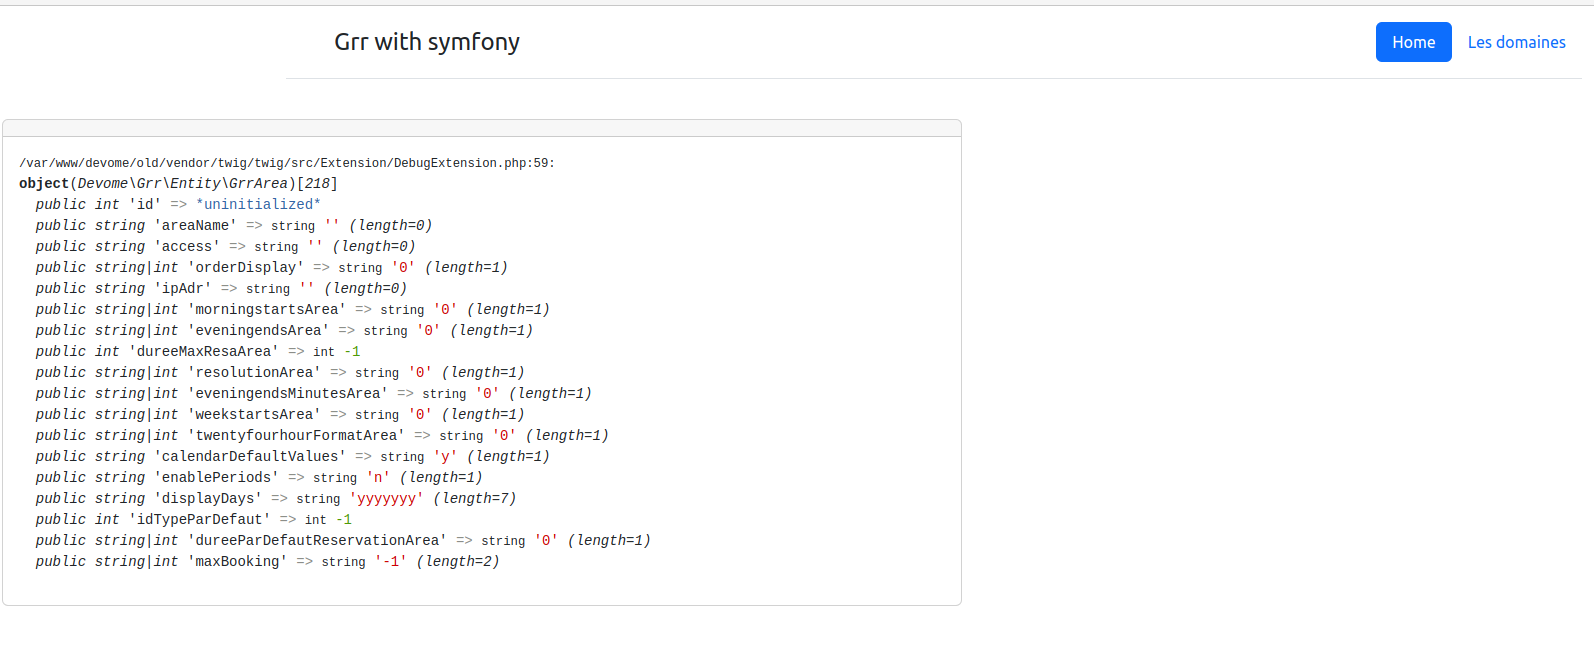 Grr with symfony
Home Les domaines
/var/www/devome/old/vendor/twig/twig/src/Extension/DebugExtension.php:59:
object(Devome\Grr\Entity\GrrArea)[218]
public int 'id' => *uninitialized*
public string 'areaName' => string '' (length=0)
public string 'access' => string '' (length=0)
public string|int 'orderDisplay' => string '0' (length=1)
public string 'ipAdr' => string '' (length=0)
public string|int 'morningstartsArea' => string '0' (length=1)
public string|int 'eveningendsArea' => string '0' (length=1)
public int 'dureeMaxResaArea' => int -1
public string|int 'resolutionArea' => string '0' (length=1)
public string|int 'eveningendsMinutesArea' => string '0' (length=1)
public string|int 'weekstartsArea' => string '0' (length=1)
public string|int 'twentyfourhourFormatArea' => string '0' (length=1)
public string 'calendarDefaultValues' => string 'y' (length=1)
public string 'enablePeriods' => string 'n' (length=1)
public string 'displayDays' => string 'yyyyyyy' (length=7)
public int 'idTypeParDefaut' => int -1
public string|int 'dureeParDefautReservationArea' => string '0' (length=1)
public string|int 'maxBooking' => string '-1' (length=2)